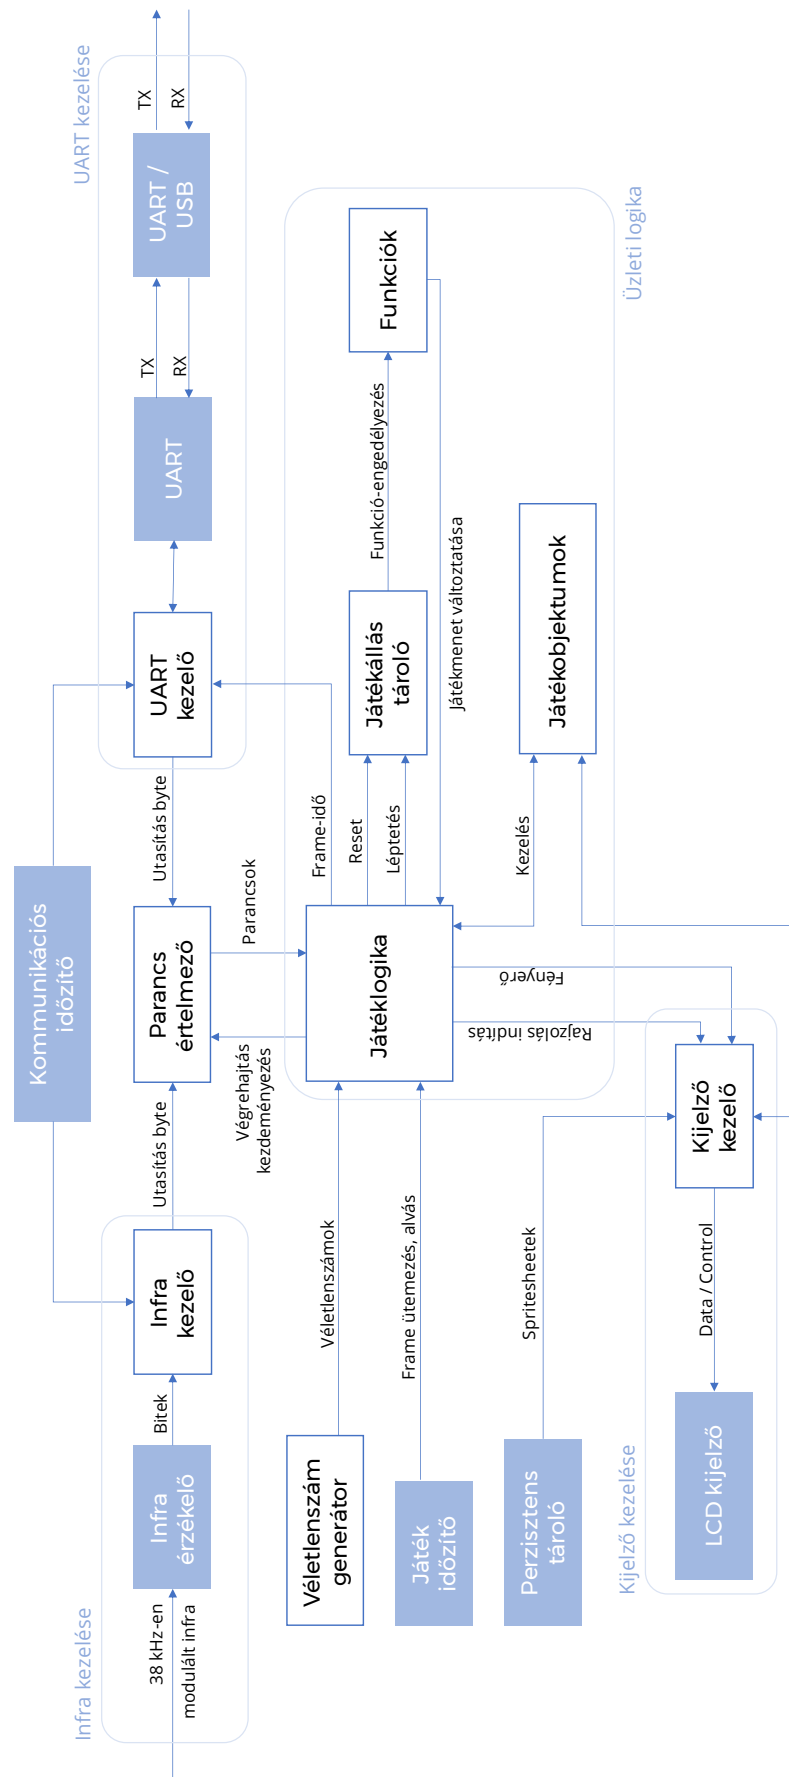 Infra kezelése
38 kHz-en
modulált infra
Infra
érzékelő
Bitek
Infra
kezelő
Utasítás byte
Kommunikációs
időzítő
Parancs
értelmező
Utasítás byte
UART kezelése
UART
kezelő
UART
TX
RX
UART /
USB
TX
RX
Végrehajtás
kezdeményezés
Parancsok
Véletlenszám
generátor
Véletlenszámok
Játék
időzítő
Frame ütemezés, alvás
Játéklogika
Frame-idő
Reset
Léptetés
Játékállás
tároló
Funkció-engedélyezés
Funkciók
Játékmenet változtatása
Kezelés
Játékobjektumok
Üzleti logika
Fényerő
Rajzolás indítás
Perzisztens
tároló
Spritesheetek
Kijelző kezelése
LCD kijelző
Data / Control
Kijelző
kezelő